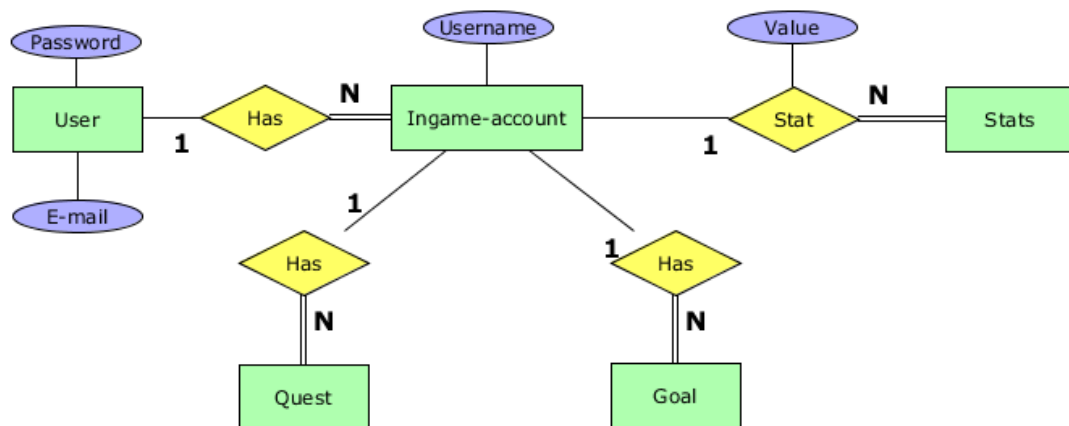 Password
Username
Value
User
1
Has
N
Ingame-account
1
Stat
N
Stats
E-mail
1
Has
N
Quest
1
Has
N
Goal